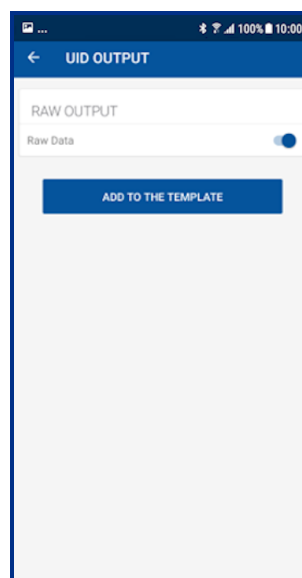 ... 100% 10:00
UID OUTPUT
RAW OUTPUT
Raw Data
ADD TO THE TEMPLATE